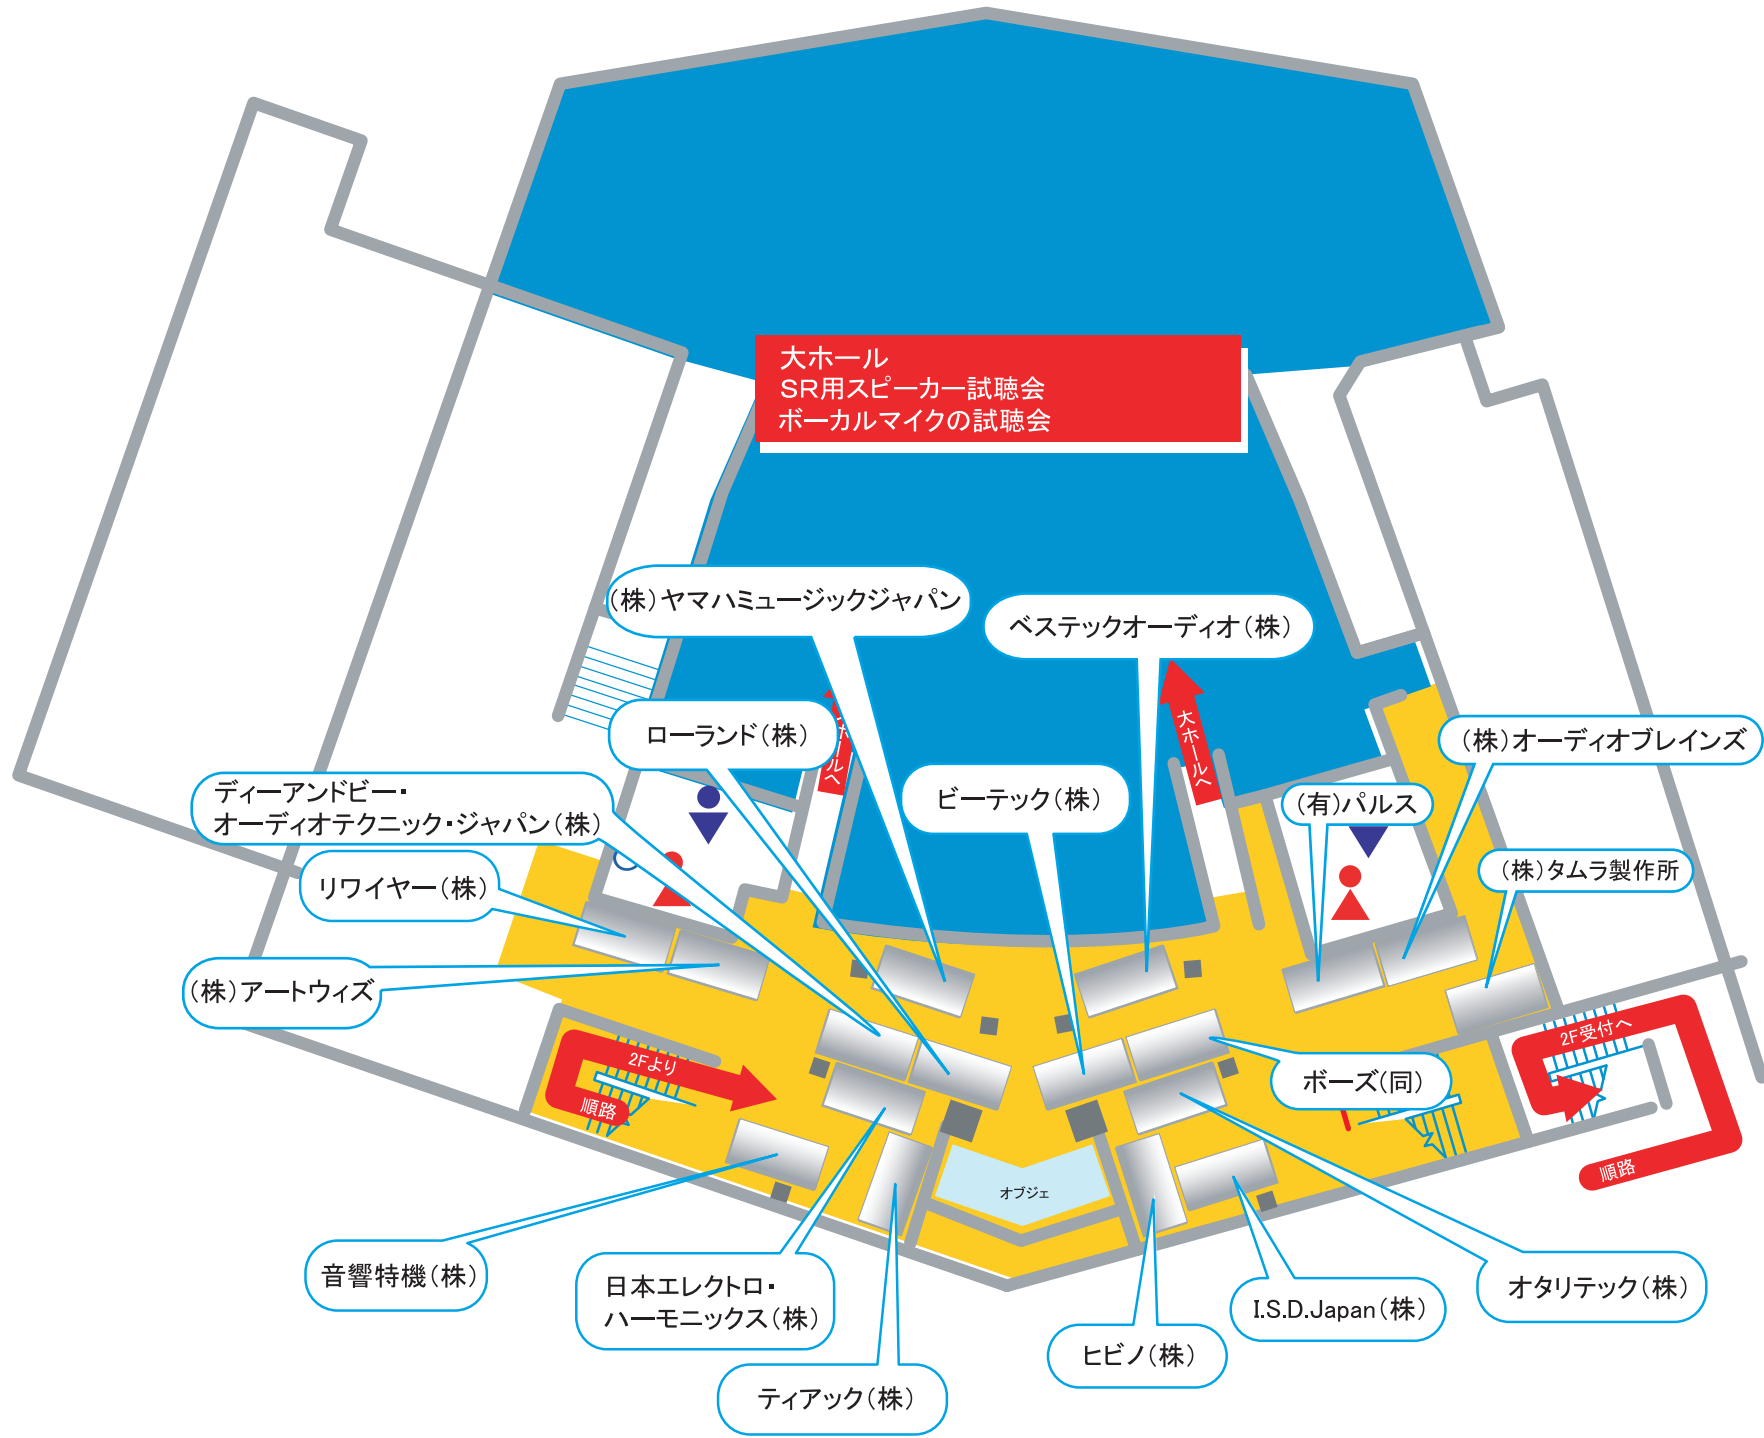 大ホール
SR用スピーカー試聴会
ボーカルマイクの試聴会
(株)ヤマハミュージックジャパン
ベステックオーディオ(株)
大ホールへ
ールへ
ローランド(株)
(株)オーディオブレインズ
ディーアンドビー・
オーディオテクニック・ジャパン(株)
ビーテック(株)
(有)パルス
リワイヤー(株)
(株)タムラ製作所
(株)アートウィズ
2Fより
順路
2F受付へ
順路
ボーズ(同)
オブジェ
音響特機(株)
日本エレクトロ・
ハーモニックス(株)
ティアック(株)
ヒビノ(株)
I.S.D.Japan(株)
オタリテック(株)